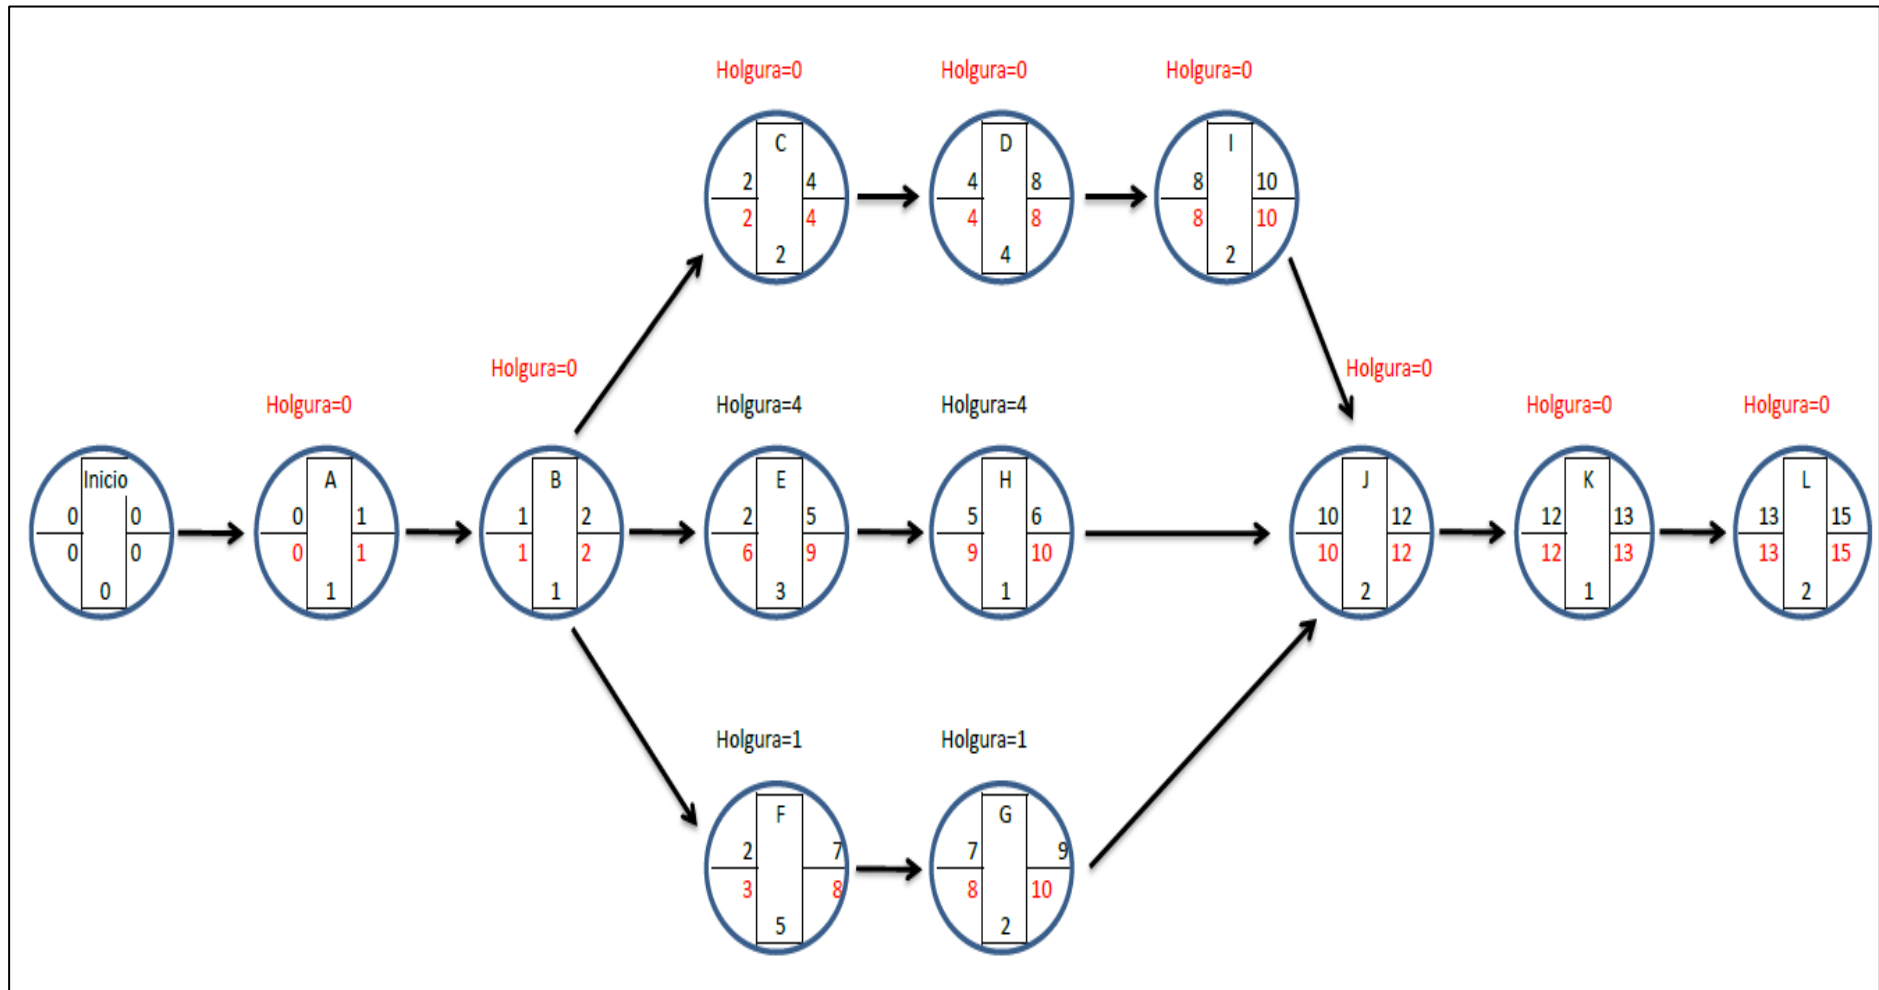 Holgura=0 Holgura=0 Holgura=0
C D I
2 4 4 8 8 10
2 4 4 8 8 10
2 4 2
Holgura=0 Holgura=0
Holgura=0 Holgura=4 Holgura=4 Holgura=0 Holgura=0
Inicio A B E H J K L
0 0 0 1 1 2 2 5 5 6 10 12 12 13 13 15
0 0 0 1 1 2 6 9 9 10 10 12 12 13 13 15
0 1 1 3 1 2 1 2
Holgura=1 Holgura=1
F G
2 7 7 9
3 8 8 10
5 2